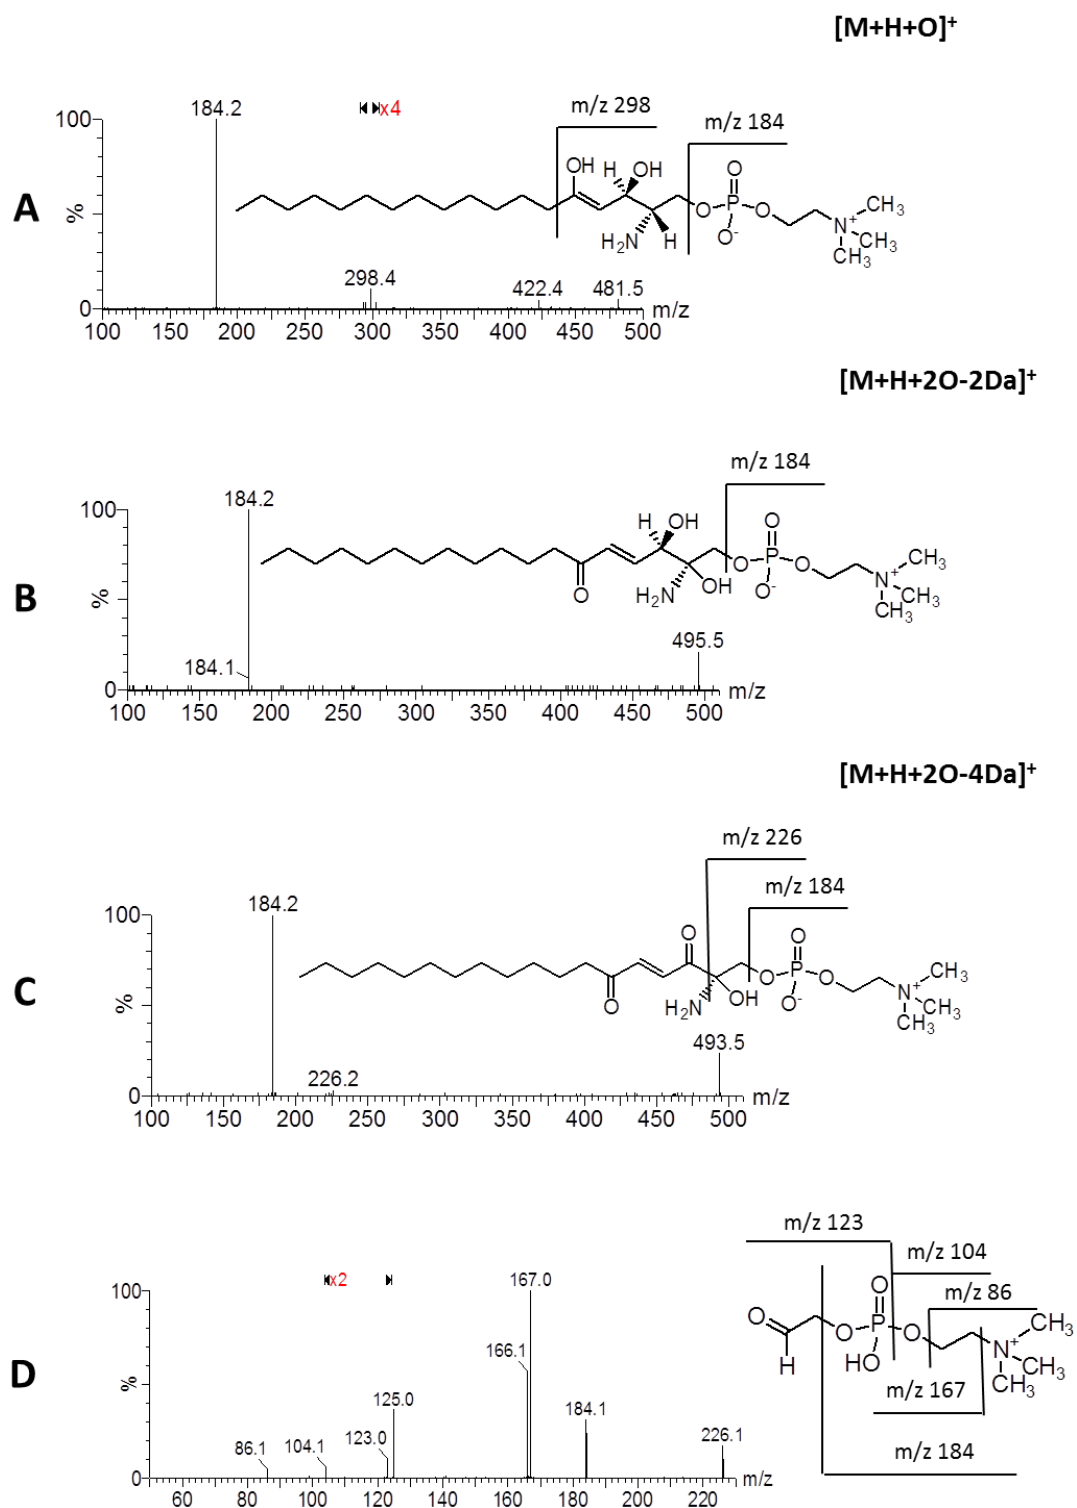 [M+H+O]+
A
100
%
0
184.2
x4
298.4
422.4
481.5
m/z 298
m/z 184
OH
H
OH
H2N
H
O
O
P
O-
O
N+
CH3
CH3
CH3
100 150 200 250 300 350 400 450 500
m/z
[M+H+2O-2Da]+
B
100
%
0
184.2
184.1
495.5
m/z 184
H
OH
O
H2N
OH
O
O
P
O-
O
N+
CH3
CH3
CH3
100 150 200 250 300 350 400 450 500
m/z
[M+H+2O-4Da]+
C
100
%
0
184.2
226.2
493.5
m/z 226
m/z 184
O
O
H2N
OH
O
O
P
O-
O
N+
CH3
CH3
CH3
100 150 200 250 300 350 400 450 500
m/z
D
100
%
0
x2
86.1
104.1
123.0
125.0
166.1
167.0
184.1
226.1
m/z 123
m/z 104
m/z 86
O
H
O
O
P
HO
O
N+
CH3
CH3
CH3
m/z 167
m/z 184
60 80 100 120 140 160 180 200 220
m/z